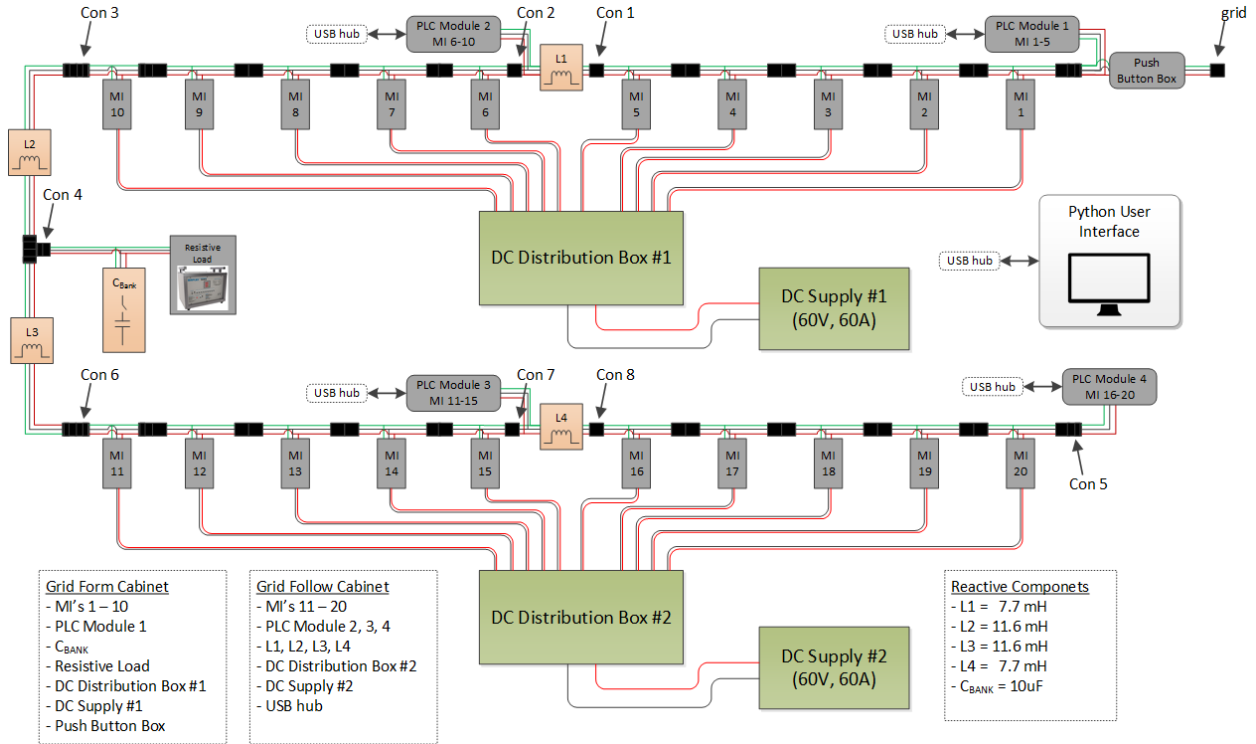 Con 3
USB hub
PLC Module 2
MI 6-10
Con 2
Con 1
USB hub
PLC Module 1
MI 1-5
grid
L1
Push
Button Box
MI
10
MI
9
MI
8
MI
7
MI
6
MI
5
MI
4
MI
3
MI
2
MI
1
L2
Con 4
Resistive
Load
CBank
DC Distribution Box #1
DC Supply #1
(60V, 60A)
USB hub
Python User
Interface
L3
Con 6
USB hub
PLC Module 3
MI 11-15
Con 7
Con 8
USB hub
PLC Module 4
MI 16-20
L4
MI
11
MI
12
MI
13
MI
14
MI
15
MI
16
MI
17
MI
18
MI
19
MI
20
Con 5
DC Distribution Box #2
DC Supply #2
(60V, 60A)
Grid Form Cabinet
- MI's 1 – 10
- PLC Module 1
- CBANK
- Resistive Load
- DC Distribution Box #1
- DC Supply #1
- Push Button Box
Grid Follow Cabinet
- MI's 11 – 20
- PLC Module 2, 3, 4
- L1, L2, L3, L4
- DC Distribution Box #2
- DC Supply #2
- USB hub
Reactive Componets
- L1 = 7.7 mH
- L2 = 11.6 mH
- L3 = 11.6 mH
- L4 = 7.7 mH
- CBANK = 10uF